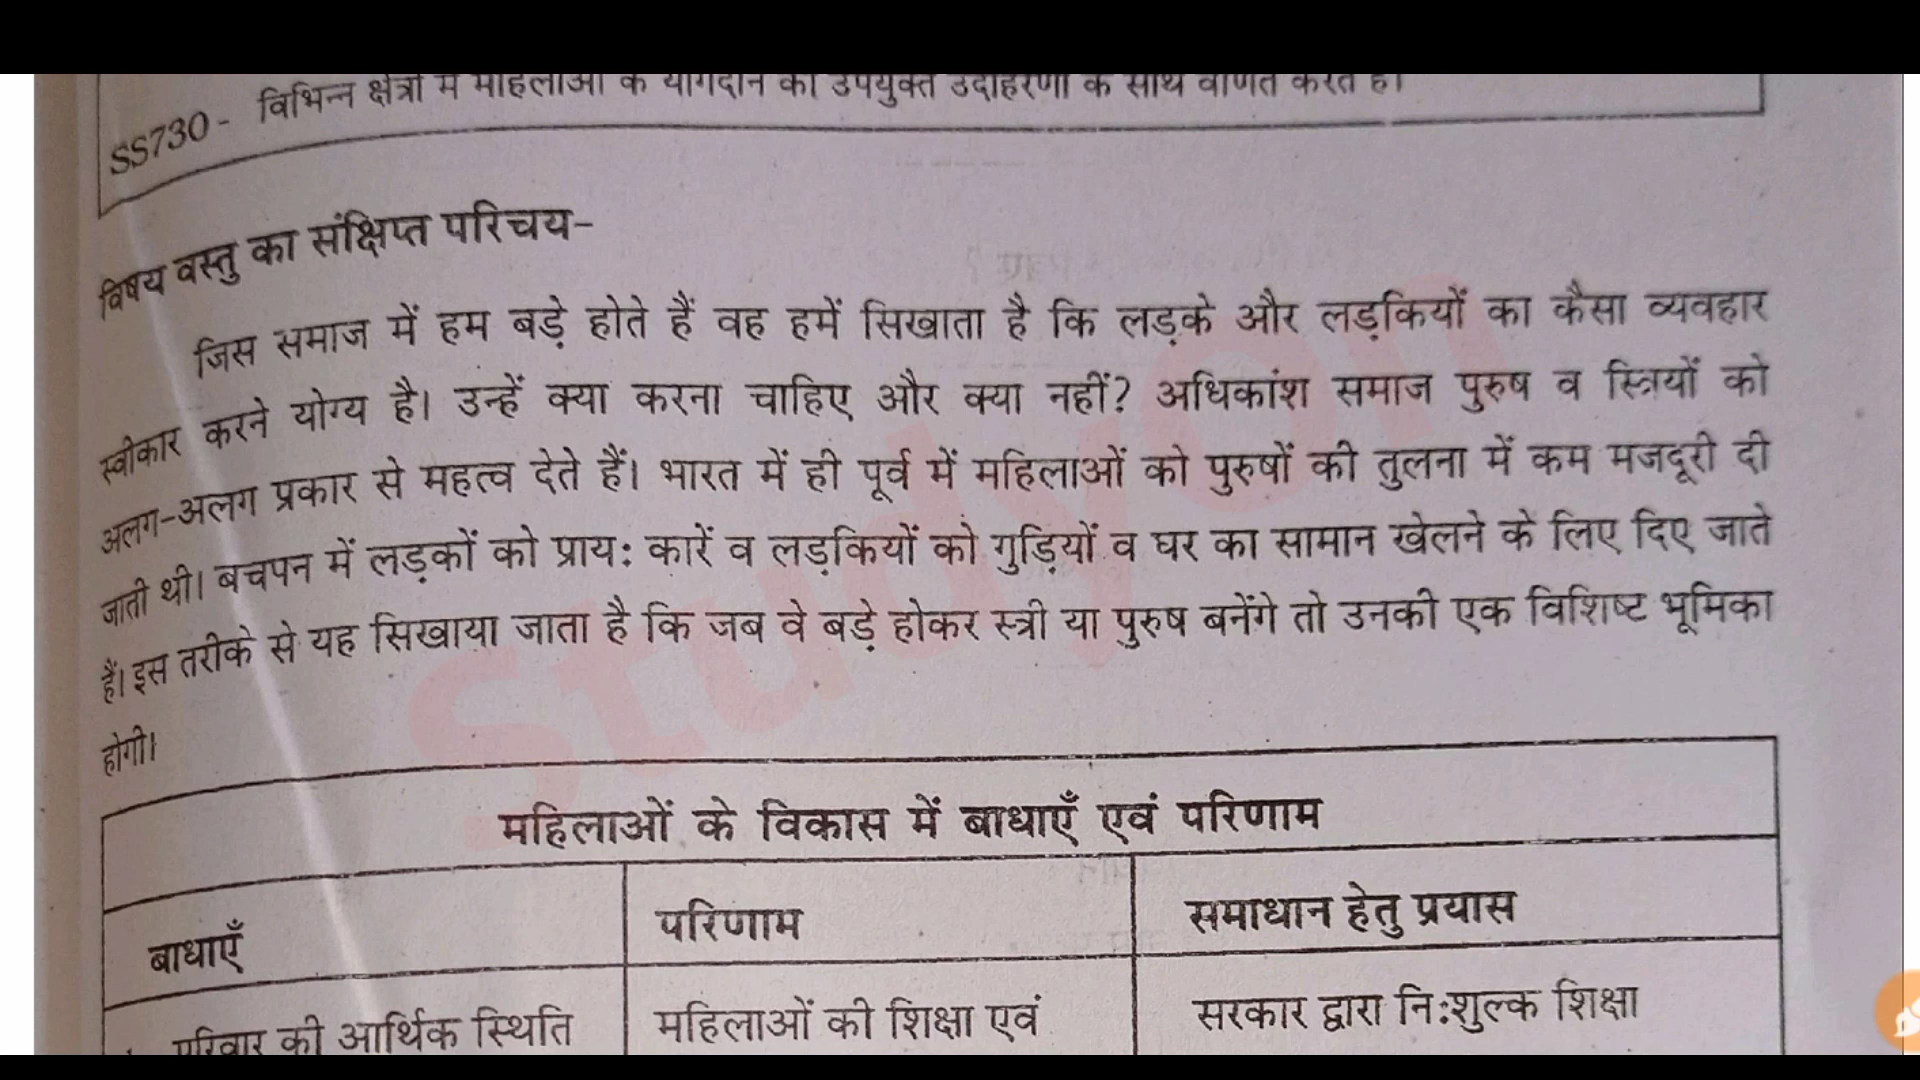 SS730 - विभिन्न क्षेत्रों में महिलाओं के योगदान को उपयुक्त उदाहरणों के साथ वर्णित करते हैं।
विषय वस्तु का संक्षिप्त परिचय-
जिस समाज में हम बड़े होते हैं वह हमें सिखाता है कि लड़के और लड़कियों का कैसा व्यवहार
स्वीकार करने योग्य है। उन्हें क्या करना चाहिए और क्या नहीं? अधिकांश समाज पुरुष व स्त्रियों को
अलग-अलग प्रकार से महत्व देते हैं। भारत में ही पूर्व में महिलाओं को पुरुषों की तुलना में कम मजदूरी दी
जाती थी। बचपन में लड़कों को प्राय: कारें व लड़कियों को गुड़ियों व घर का सामान खेलने के लिए दिए जाते
हैं। इस तरीके से यह सिखाया जाता है कि जब वे बड़े होकर स्त्री या पुरुष बनेंगे तो उनकी एक विशिष्ट भूमिका
होगी।
Studyon
महिलाओं के विकास में बाधाएँ एवं परिणाम
बाधाएँ परिणाम समाधान हेतु प्रयास
परिवार की आर्थिक स्थिति महिलाओं की शिक्षा एवं सरकार द्वारा नि:शुल्क शिक्षा